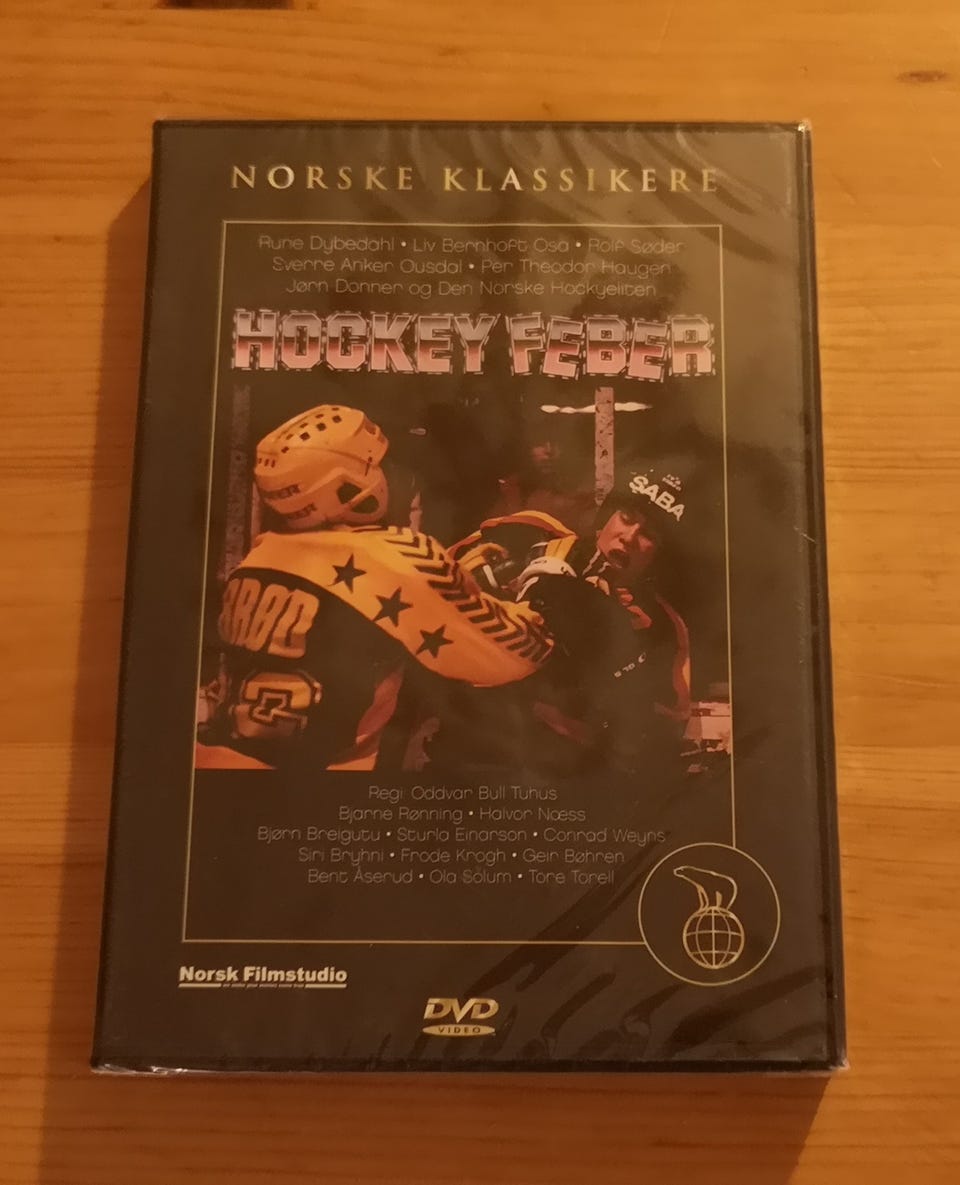 NORSKE KLASSIKERE
Rune Dybedahl • Liv Bernhoft Osa • Rolf Søder
Sverre Anker Ousdal • Per Theodor Haugen
Jørn Donner og Den Norske Hockyeliten
HOCKEY FEBER
SABA
Regi: Oddvar Bull Tuhus
Bjarne Rønning • Halvor Næss
Bjørn Breigutu • Sturla Einarson • Conrad Weyns
Siri Bryhni • Frode Krogh • Geir Bøhren
Bent Åserud • Ola Solum • Tore Torell
Norsk Filmstudio
DVD
VIDEO